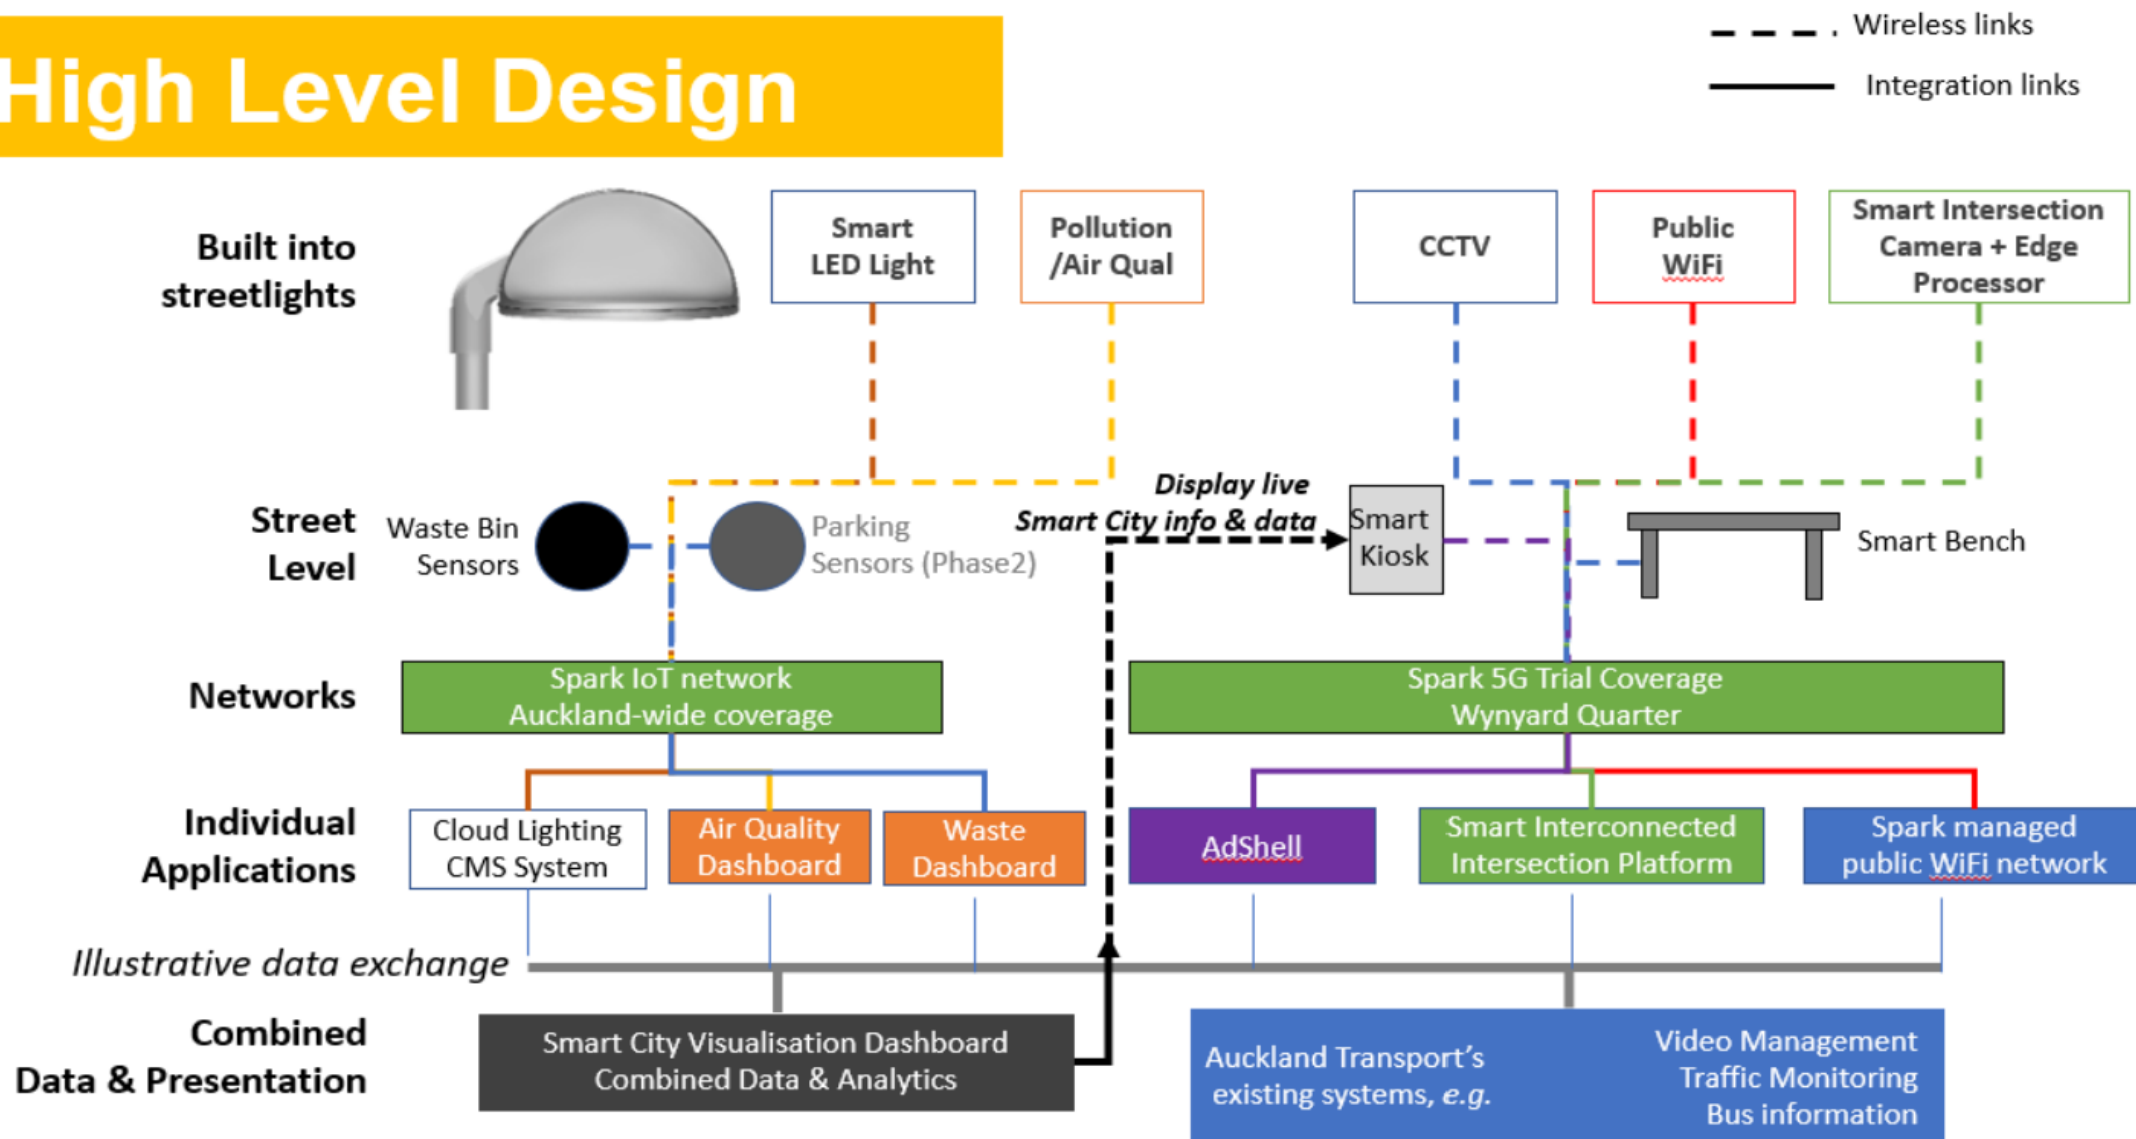 High Level Design
Wireless links
Integration links
Built into
streetlights
Smart
LED Light
Pollution
/Air Qual
CCTV
Public
WiFi
Smart Intersection
Camera + Edge
Processor
Street
Level
Waste Bin
Sensors
Parking
Sensors (Phase2)
Display live
Smart City info & data
Smart
Kiosk
Smart Bench
Networks
Spark IoT network
Auckland-wide coverage
Spark 5G Trial Coverage
Wynyard Quarter
Individual
Applications
Cloud Lighting
CMS System
Air Quality
Dashboard
Waste
Dashboard
AdShell
Smart Interconnected
Intersection Platform
Spark managed
public WiFi network
Illustrative data exchange
Combined
Data & Presentation
Smart City Visualisation Dashboard
Combined Data & Analytics
Auckland Transport's
existing systems, e.g.
Video Management
Traffic Monitoring
Bus information